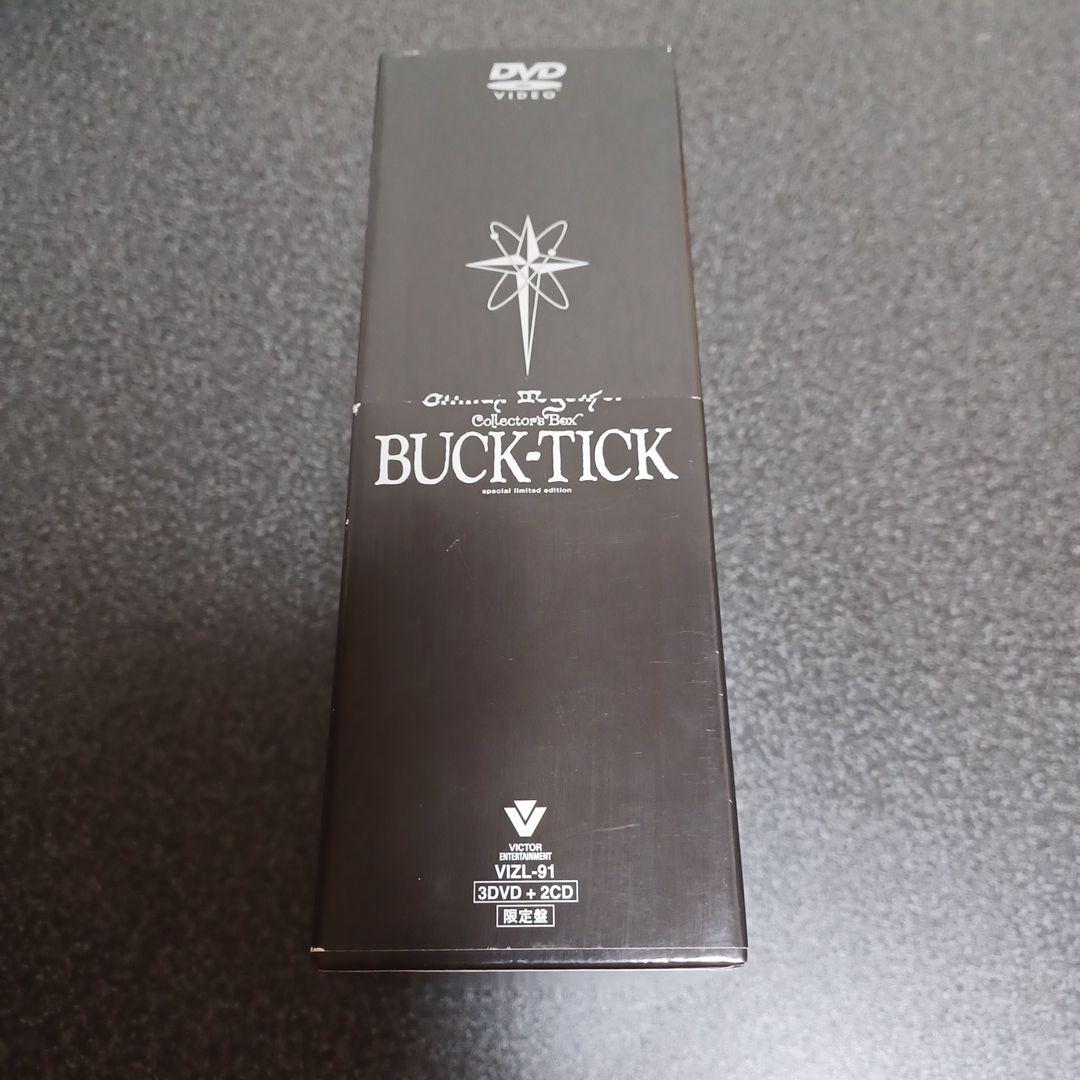 DVD
VIDEO
Collector's Box
BUCK-TICK
special limited edition
VICTOR
ENTERTAINMENT
VIZL-91
3DVD + 2CD
限定盤